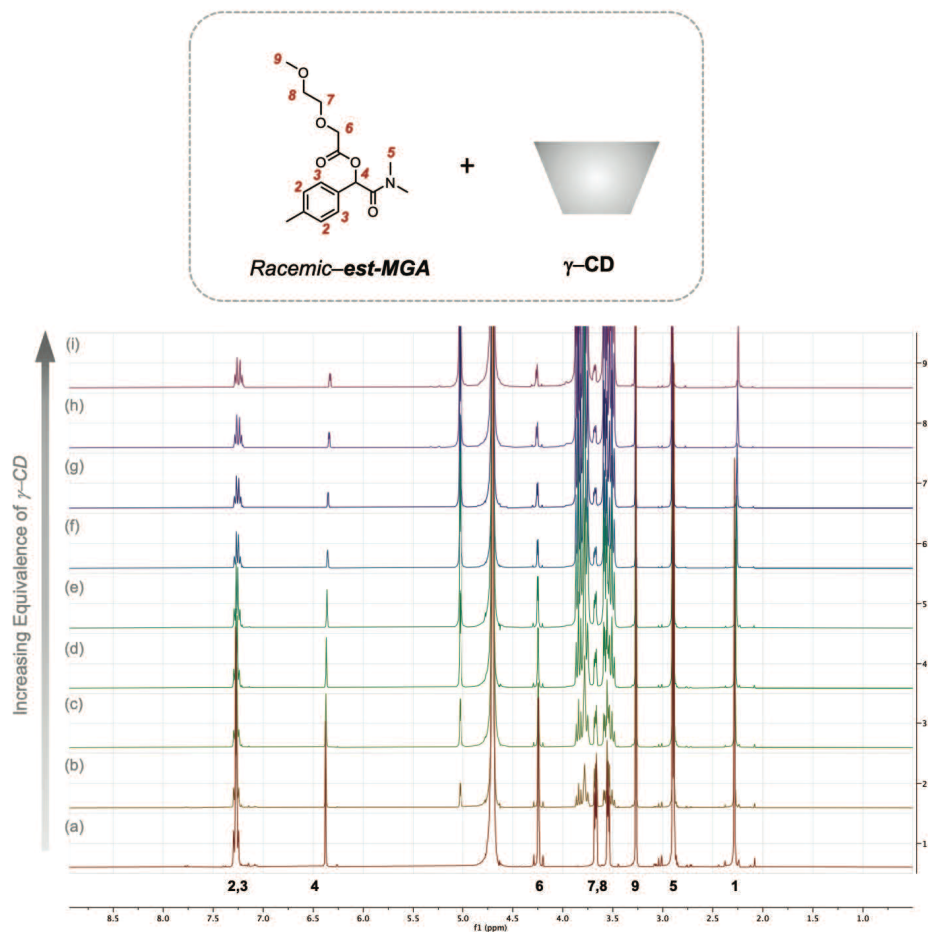 9
O
8
7
O
6
O
O
4
5
3
N
2
O
3
2
+
Racemic–est-MGA
γ–CD
Increasing Equivalence of γ-CD
(i)
9
(h)
8
(g)
7
(f)
6
(e)
5
(d)
4
(c)
3
(b)
2
(a)
1
2,3 4 6 7,8 9 5 1
8.5 8.0 7.5 7.0 6.5 6.0 5.5 5.0 4.5 4.0 3.5 3.0 2.5 2.0 1.5 1.0
f1 (ppm)